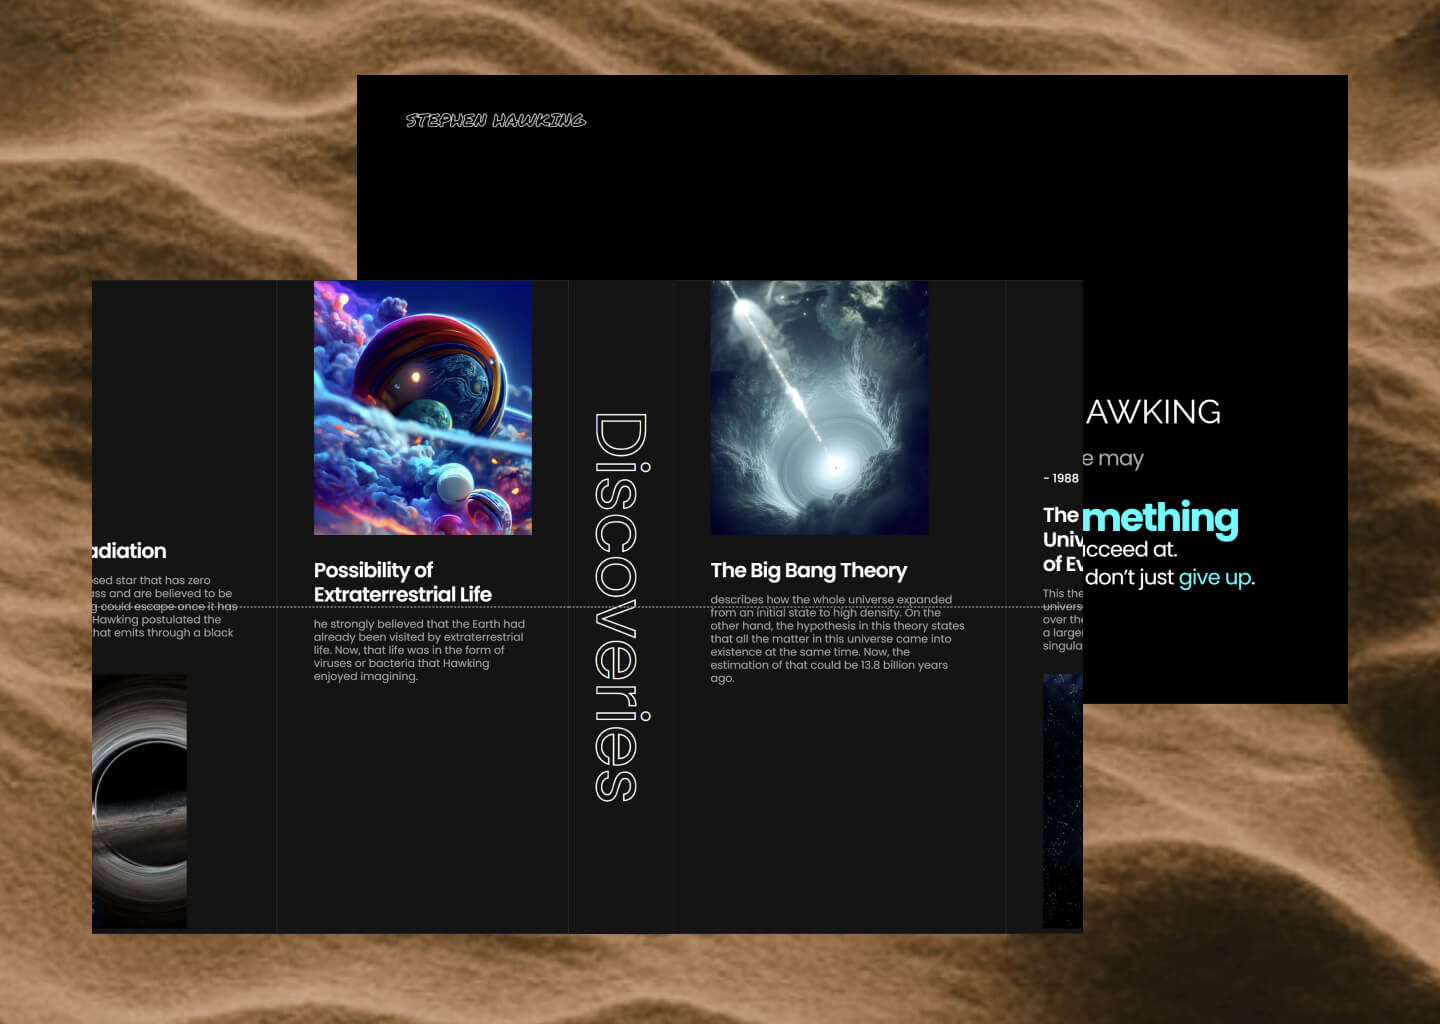 STEPHEN HAWKING
AWKING
e may
mething
cceed at.
don't just give up.
adiation
sed star that has zero
ss and are believed to be
g could escape once it has
Hawking postulated the
hat emits through a black
Possibility of
Extraterrestrial Life
he strongly believed that the Earth had
already been visited by extraterrestrial
life. Now, that life was in the form of
viruses or bacteria that Hawking
enjoyed imagining.
Discoveries
The Big Bang Theory
describes how the whole universe expanded
from an initial state to high density. On the
other hand, the hypothesis in this theory states
that all the matter in this universe came into
existence at the same time. Now, the
estimation of that could be 13.8 billion years
ago.
- 1988
The
Univ
of Ev
This the
universe
over the
a larger
singula